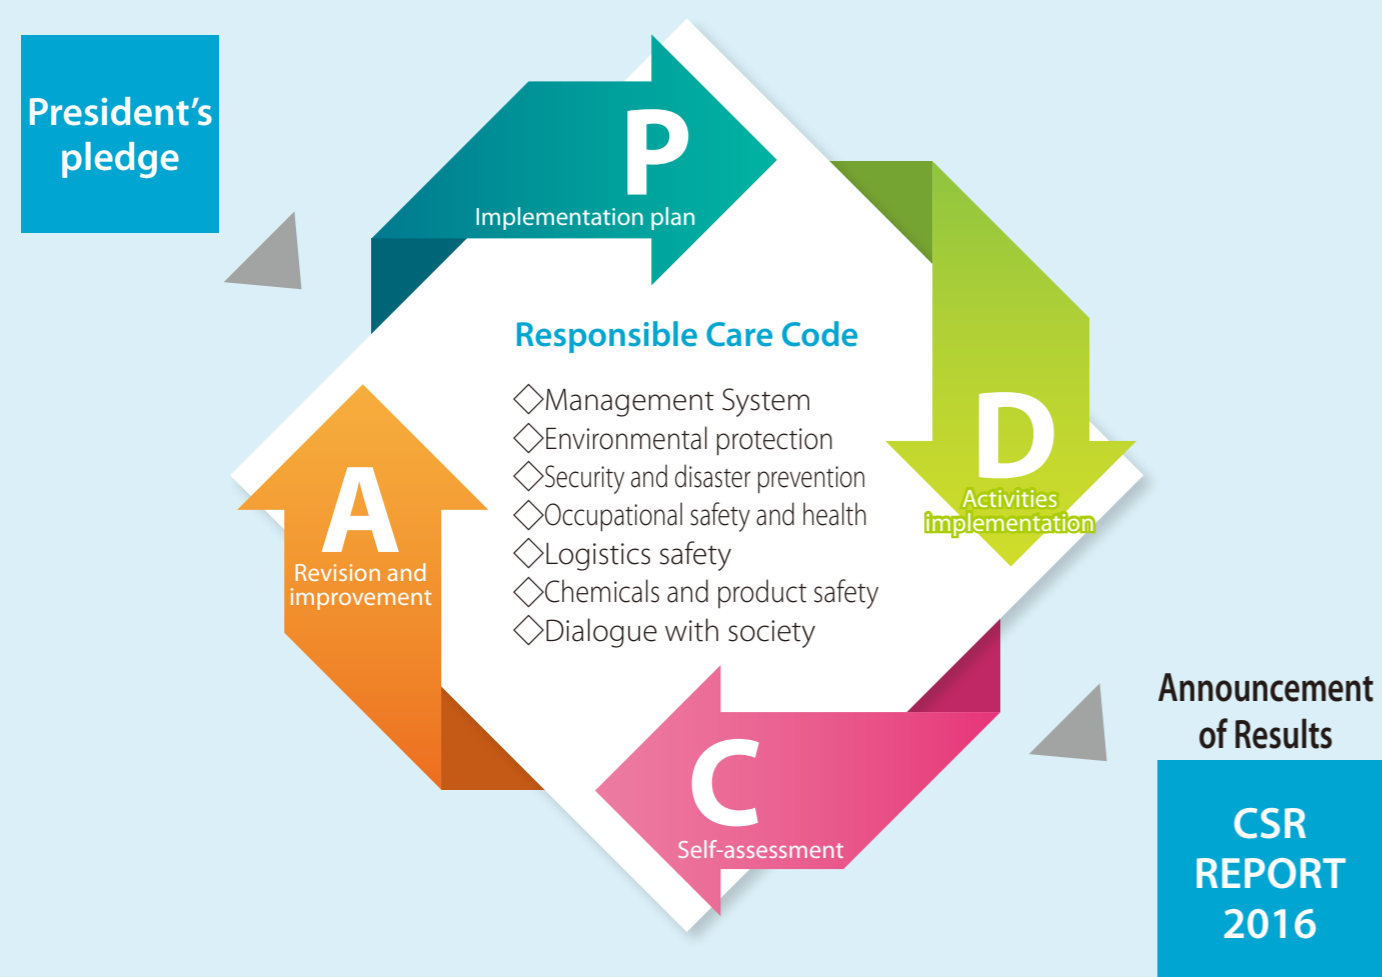 President’s
pledge
P
Implementation plan
Responsible Care Code
◇Management System
◇Environmental protection
◇Security and disaster prevention
◇Occupational safety and health
◇Logistics safety
◇Chemicals and product safety
◇Dialogue with society
D
Activities
implementation
A
Revision and
improvement
C
Self-assessment
Announcement
of Results
CSR
REPORT
2016